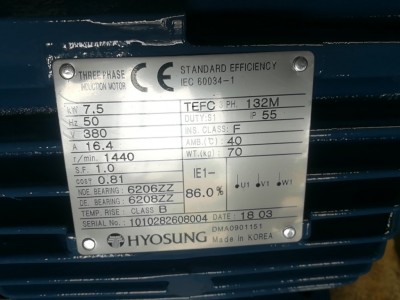 THREE PHASE INDUCTION MOTOR CE STANDARD EFFICIENCY IEC 60034-1
kW 7.5 TEFC 3PH. 132M
Hz 50 DUTY:S1 IP 55
V 380 INS. CLASS: F
A 16.4 AMB.(℃) 40
r/min. 1440 WT.(kg) 70
S.F. 1.0 IE1-
cosφ 0.81 86.0% U1 V1 W1
NDE. BEARING: 6206ZZ
DE. BEARING: 6208ZZ
TEMP. RISE CLASS B
SERIAL No. 1010282608004 DATE 18 03
HYOSUNG DMA0901151
Made in KOREA